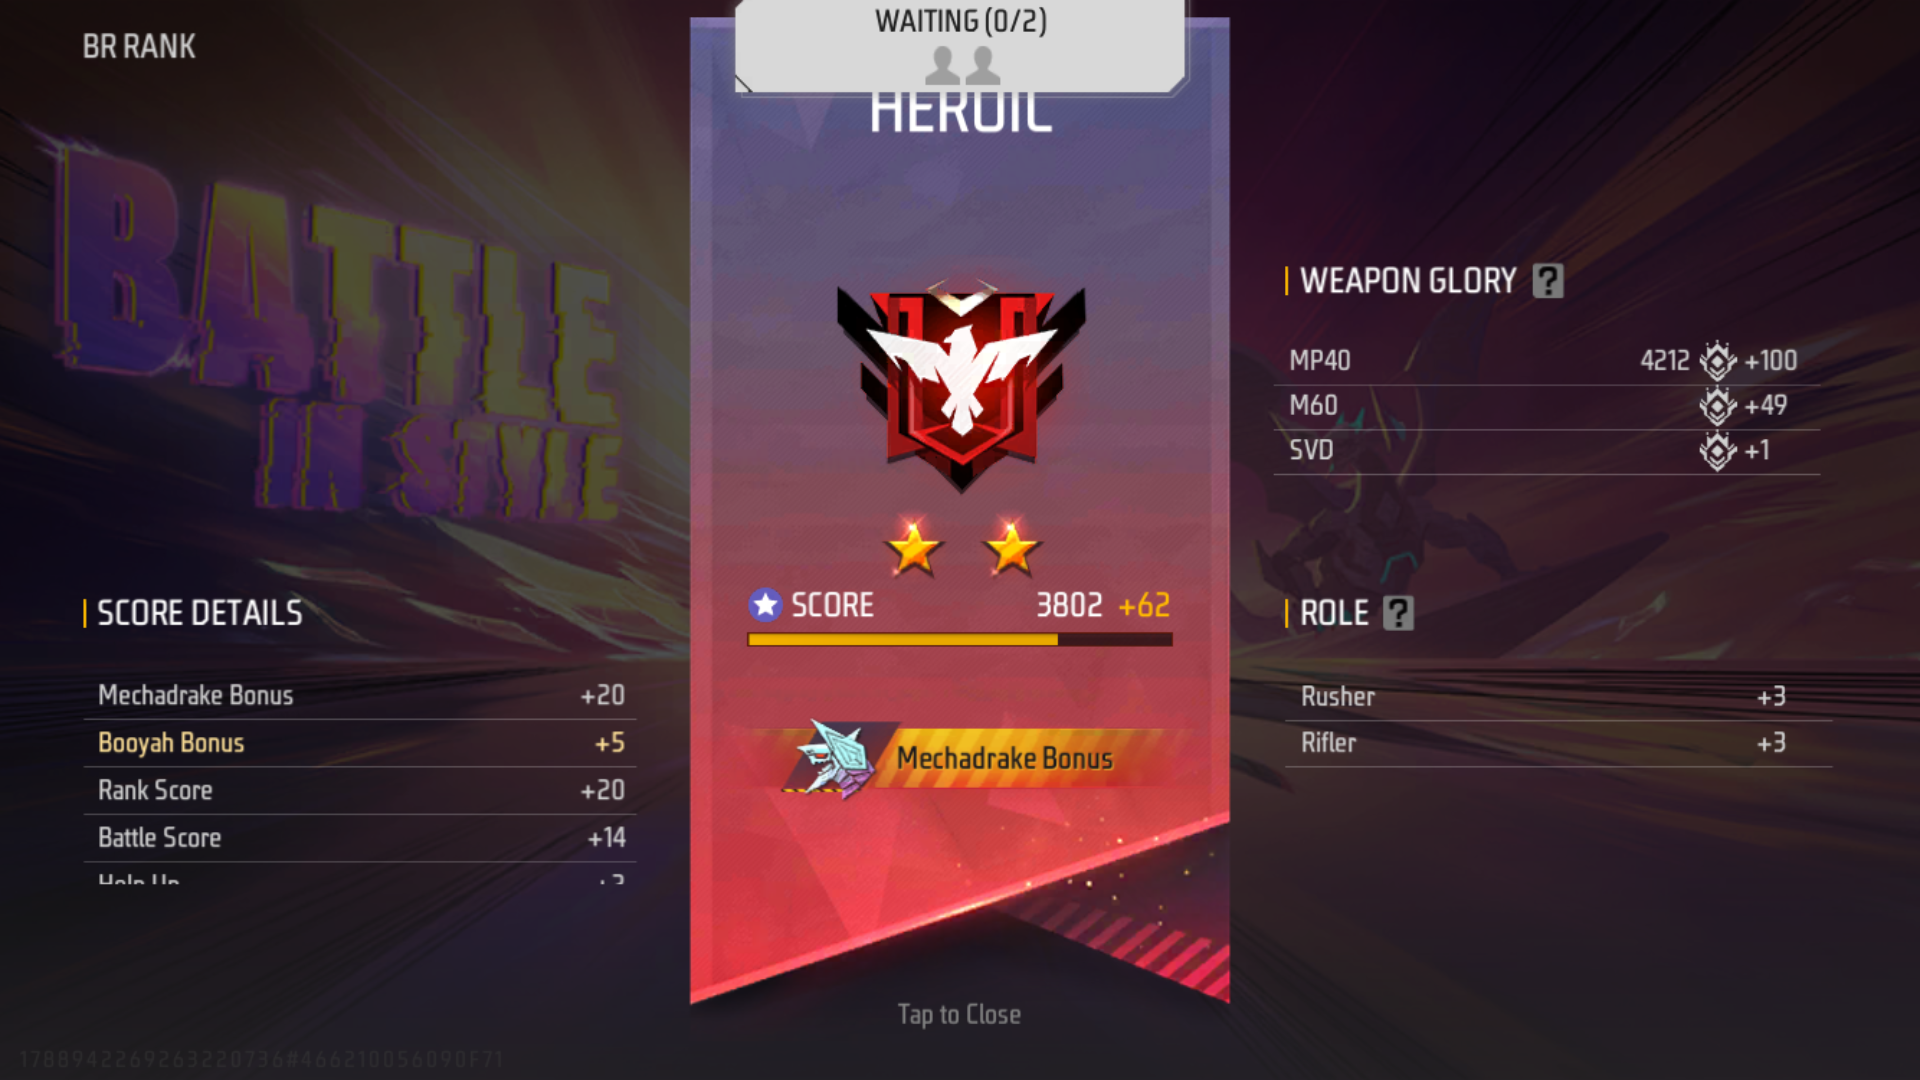 BR RANK
WAITING (0/2)
HEROIC
BATTLE
IN STYLE
SCORE 3802 +62
Mechadrake Bonus
SCORE DETAILS
Mechadrake Bonus +20
Booyah Bonus +5
Rank Score +20
Battle Score +14
Help Up
WEAPON GLORY ?
MP40 4212 +100
M60 +49
SVD +1
ROLE ?
Rusher +3
Rifler +3
Tap to Close